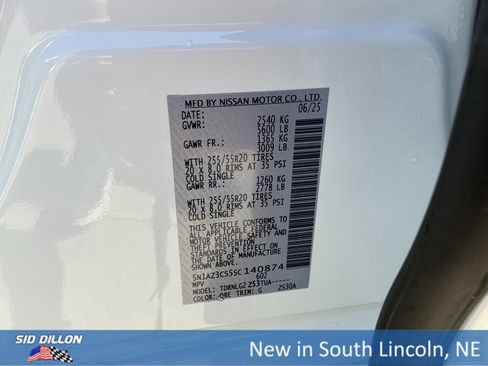 MFD BY NISSAN MOTOR CO., LTD.
DATE: 06/25
GVWR: 2540 KG
5600 LB
GAWR FR.: 1365 KG
3009 LB
WITH 255/55R20 TIRES
20 X 8.0 RIMS AT 35 PSI
COLD SINGLE
GAWR RR.: 1260 KG
2778 LB
WITH 255/55R20 TIRES
20 X 8.0 RIMS AT 35 PSI
COLD SINGLE
THIS VEHICLE CONFORMS TO
ALL APPLICABLE FEDERAL
MOTOR VEHICLE SAFETY AND
THEFT PREVENTION
STANDARDS IN EFFECT ON
THE DATE OF MANUFACTURE
SHOWN ABOVE.
5N1AZ3CS5SC140874
MPV 602
MODEL: TDRNLGZ Z53TUA-----
COLOR: QBE TRIM: G Z530A
SID DILLON
New in South Lincoln, NE